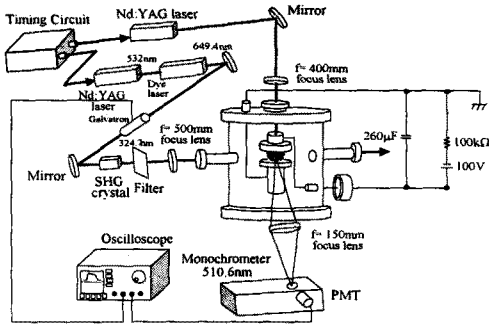 Timing Circuit
Nd:YAG laser
Mirror
649.4nm
532nm
Dye
laser
Nd:YAG
laser
f= 400mm
focus lens
Galvatron
324.7nm
f= 500mm
focus lens
260μF
100kΩ
100V
Mirror
SHG
crystal
Filter
f= 150mm
focus lens
Oscilloscope
Monochrometer
510.6nm
PMT